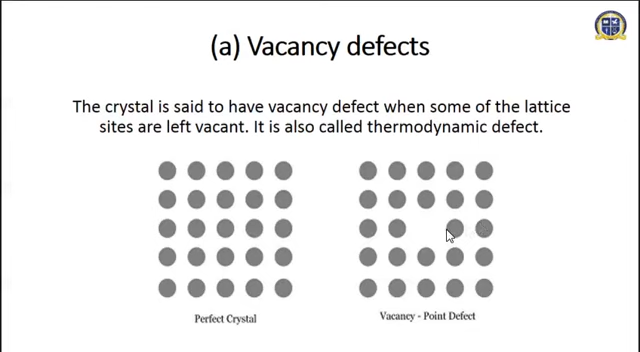 (a) Vacancy defects
The crystal is said to have vacancy defect when some of the lattice
sites are left vacant. It is also called thermodynamic defect.
Perfect Crystal
Vacancy - Point Defect